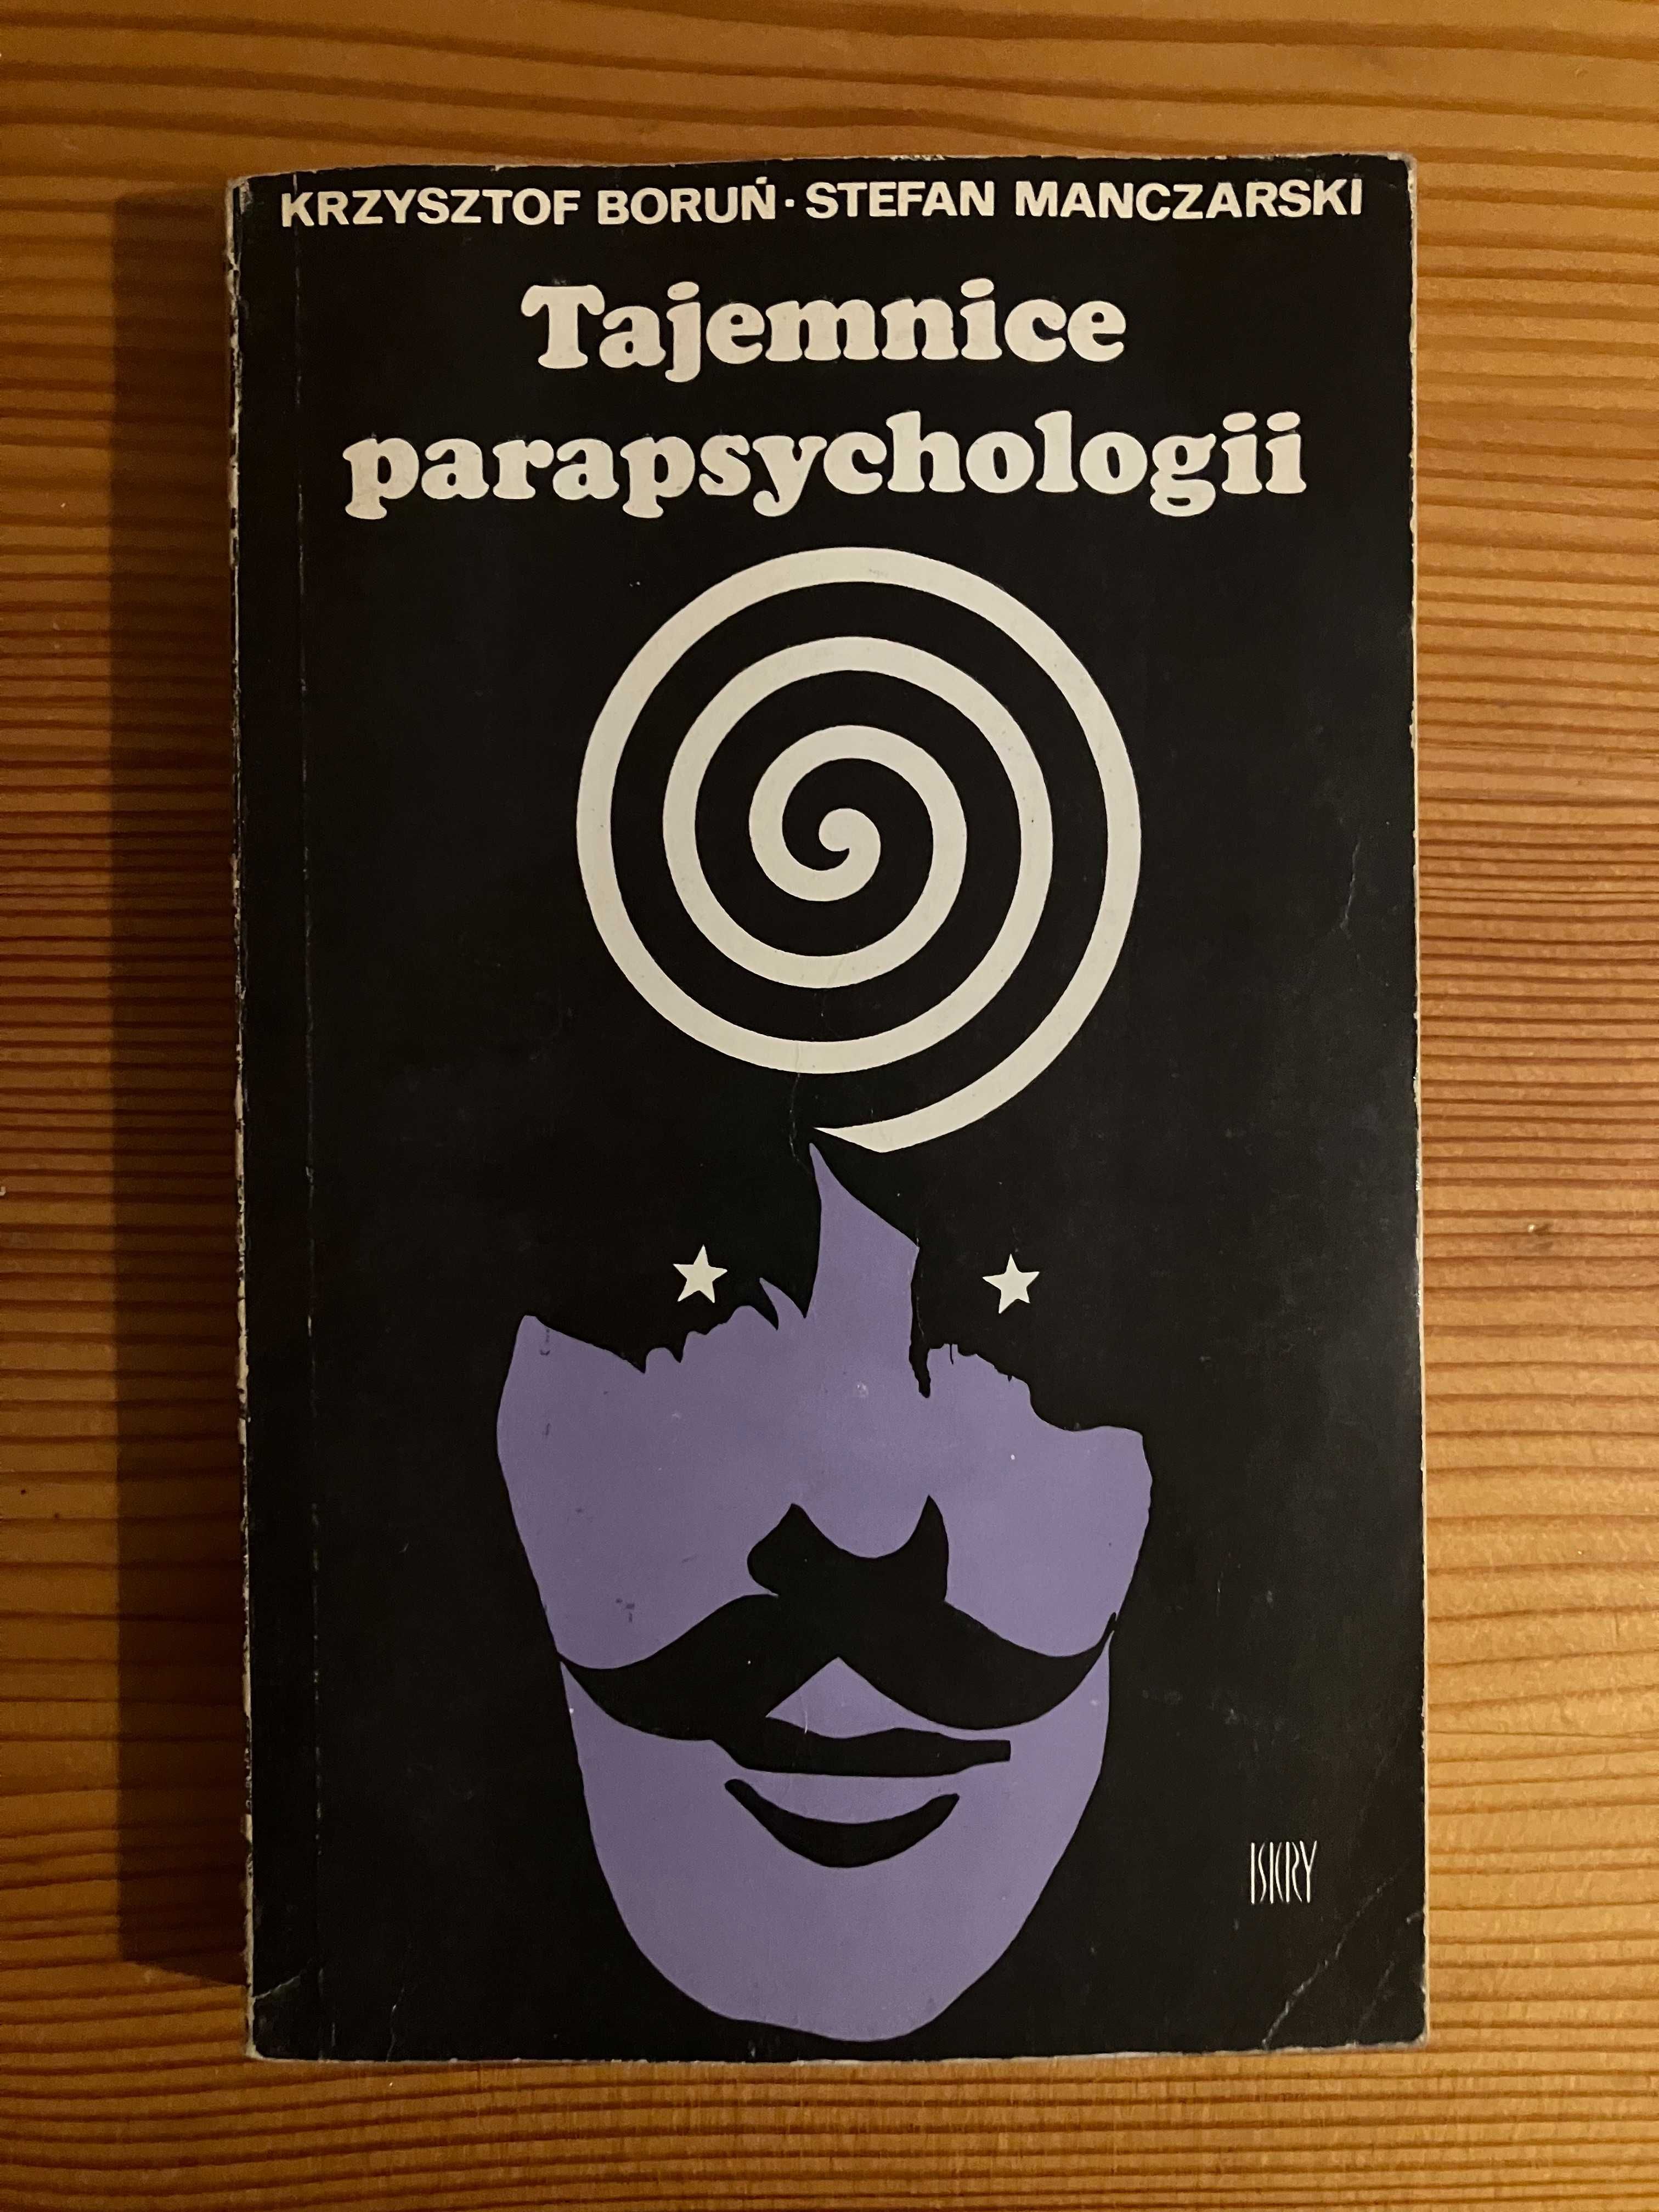 KRZYSZTOF BORUŃ · STEFAN MANCZARSKI
Tajemnice
parapsychologii
ISKRY